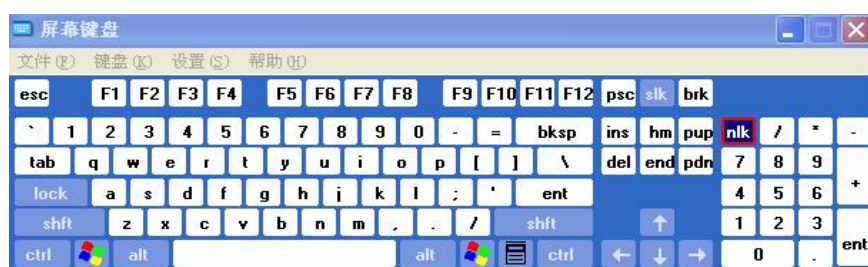 屏幕键盘
文件(F) 键盘(K) 设置(S) 帮助(H)
esc F1 F2 F3 F4 F5 F6 F7 F8 F9 F10 F11 F12 psc slk brk
` 1 2 3 4 5 6 7 8 9 0 - = bksp ins hm pup nlk / * -
tab q w e r t y u i o p [ ] \ del end pdn 7 8 9
lock a s d f g h j k l ; ' ent 4 5 6 +
shft z x c v b n m , . / shft ↑ 1 2 3
ctrl alt alt ctrl ← ↓ → 0 . ent